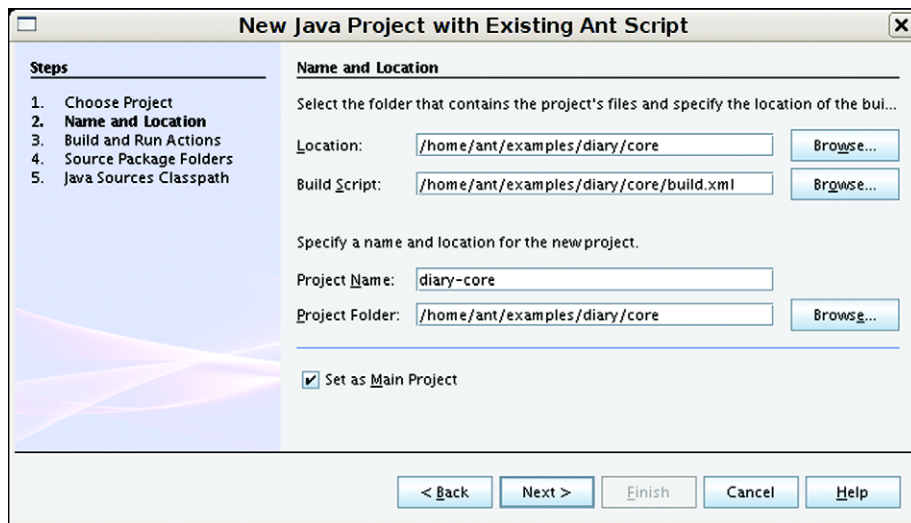 New Java Project with Existing Ant Script
Steps
1. Choose Project
2. Name and Location
3. Build and Run Actions
4. Source Package Folders
5. Java Sources Classpath
Name and Location
Select the folder that contains the project's files and specify the location of the bui...
Location: /home/ant/examples/diary/core Browse...
Build Script: /home/ant/examples/diary/core/build.xml Browse...
Specify a name and location for the new project.
Project Name: diary-core
Project Folder: /home/ant/examples/diary/core Browse...
Set as Main Project
< Back Next > Finish Cancel Help